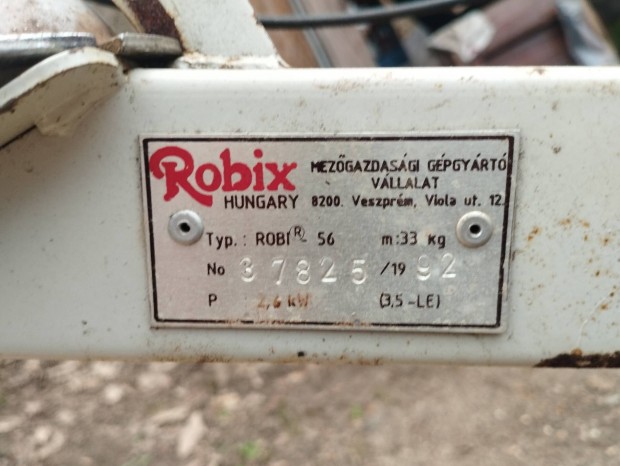 Robix
HUNGARY
MEZŐGAZDASÁGI GÉPGYÁRTÓ
VÁLLALAT
8200. Veszprém, Viola ut. 12.
Typ.: ROBI® 56 m:33 kg
No 37825 /1992
P : 2,6 kW (3,5 -LE)